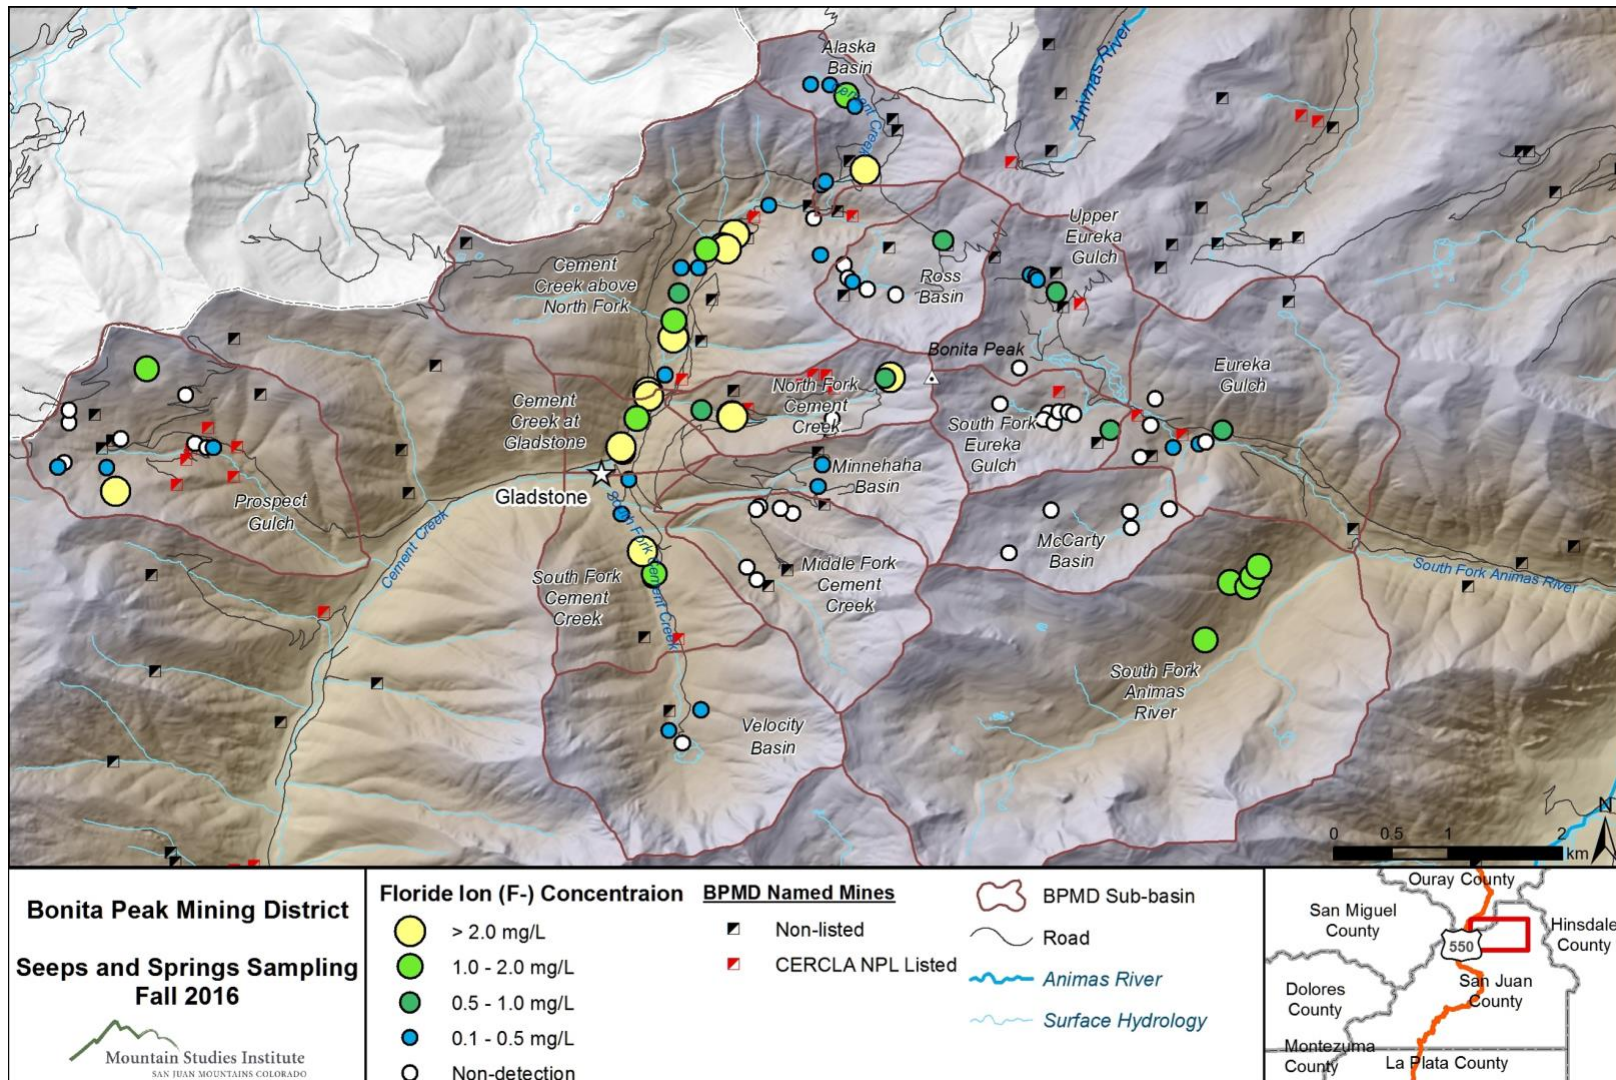 Alaska
Basin
Cement Creek
Animas River
Upper
Eureka
Gulch
Cement
Creek above
North Fork
Ross
Basin
Bonita Peak
Eureka
Gulch
North Fork
Cement
Creek
Cement
Creek at
Gladstone
South Fork
Eureka
Gulch
Minnehaha
Basin
Gladstone
Prospect
Gulch
Cement Creek
South Fork Cement Creek
McCarty
Basin
Middle Fork
Cement
Creek
South Fork
Cement
Creek
South Fork Animas River
South Fork
Animas
River
Velocity
Basin
N
0 0.5 1 2
km
Bonita Peak Mining District
Seeps and Springs Sampling
Fall 2016
Mountain Studies Institute
SAN JUAN MOUNTAINS COLORADO
Floride Ion (F-) Concentraion
> 2.0 mg/L
1.0 - 2.0 mg/L
0.5 - 1.0 mg/L
0.1 - 0.5 mg/L
Non-detection
BPMD Named Mines
Non-listed
CERCLA NPL Listed
BPMD Sub-basin
Road
Animas River
Surface Hydrology
Ouray County
San Miguel
County
Hinsdale
County
550
San Juan
County
Dolores
County
Montezuma
County
La Plata County